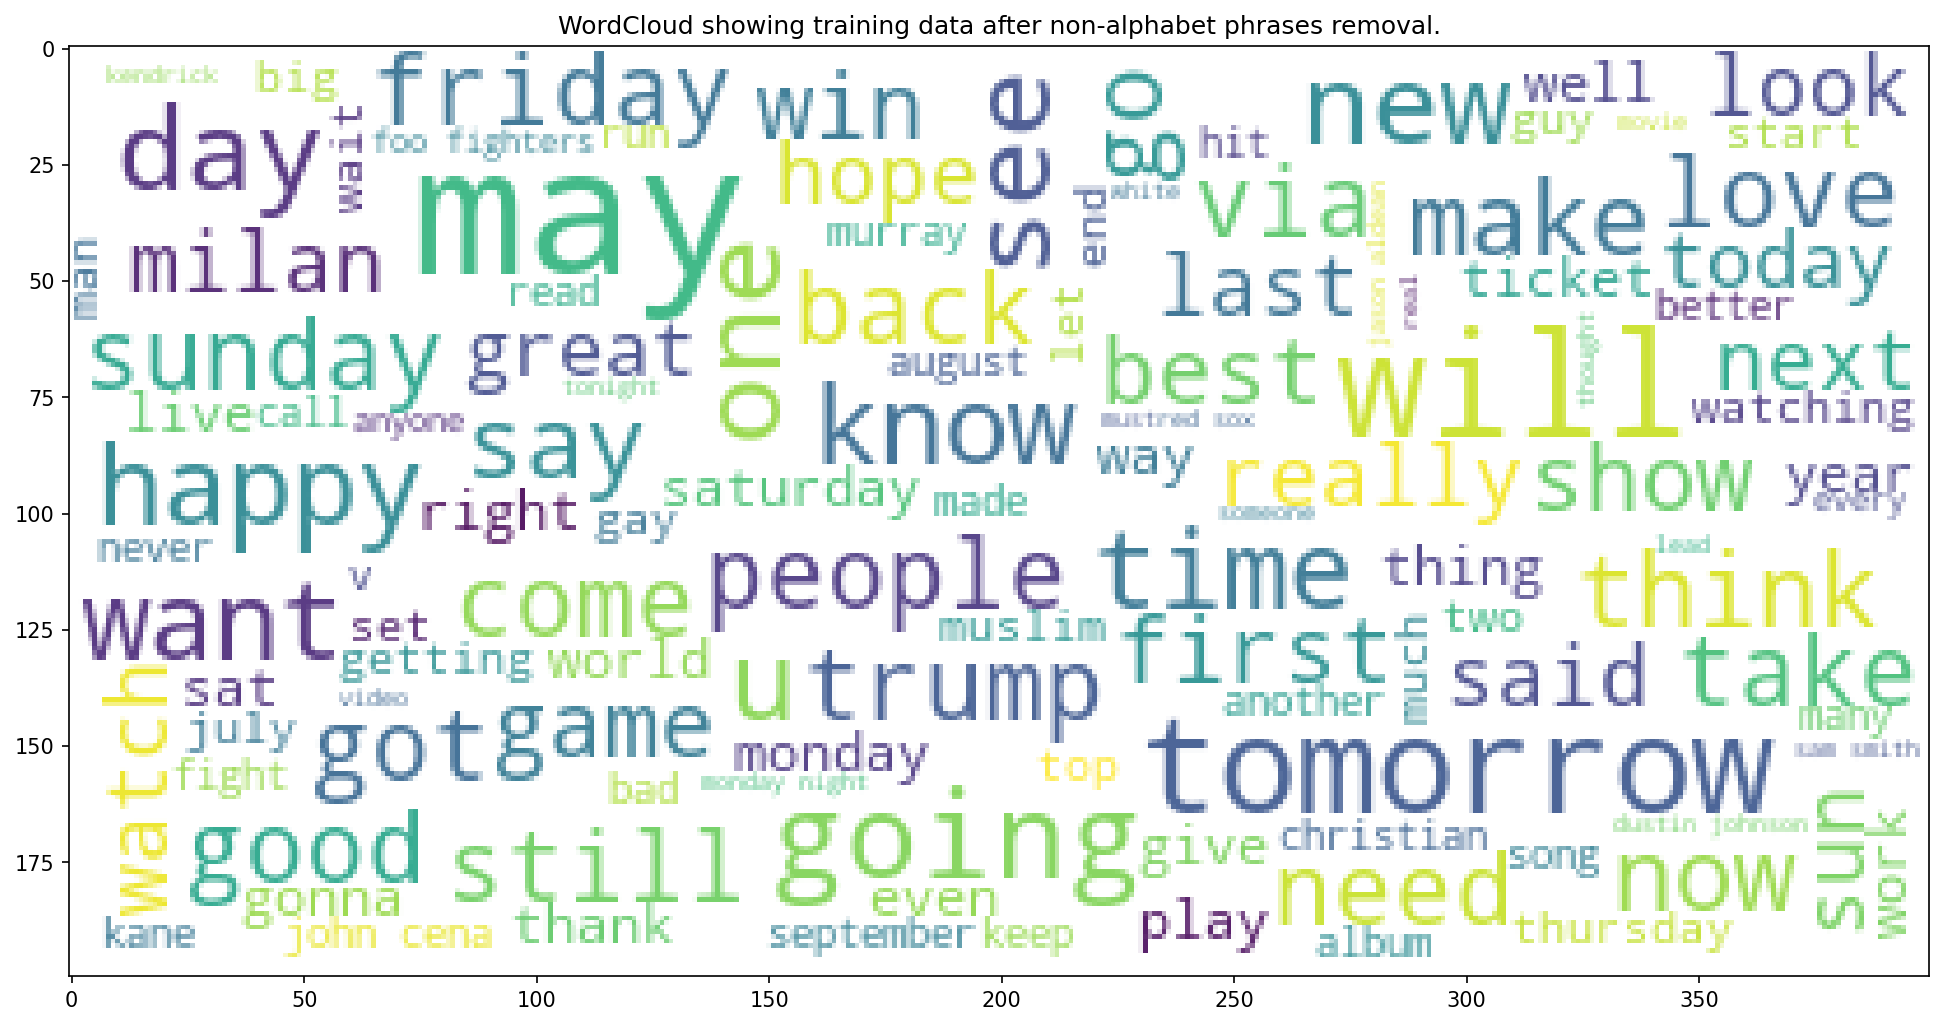 WordCloud showing training data after non-alphabet phrases removal.
0
25
50
75
100
125
150
175
0
50
100
150
200
250
300
350
kendrick
big
friday
win
see
go
new
well
look
day
wait
foo fighters
run
hope
hit
guy
movie
start
may
white
via
jason aldean
make
love
milan
man
read
one
murray
end
last
real
ticket
today
better
back
let
sunday
great
tonight
august
best
will
thought
next
live
call
anyone
say
know
mustred sox
watching
happy
right
gay
saturday
made
way
really
someone
show
year
every
never
v
want
set
come
people
time
thing
lead
think
muslim
first
two
much
getting
world
said
take
watch
sat
video
u
trump
another
many
july
got
game
monday
tomorrow
sam smith
fight
bad
monday night
top
good
still
going
give
christian
dustin johnson
sun
work
gonna
even
need
song
now
kane
john cena
thank
september
keep
play
album
thursday